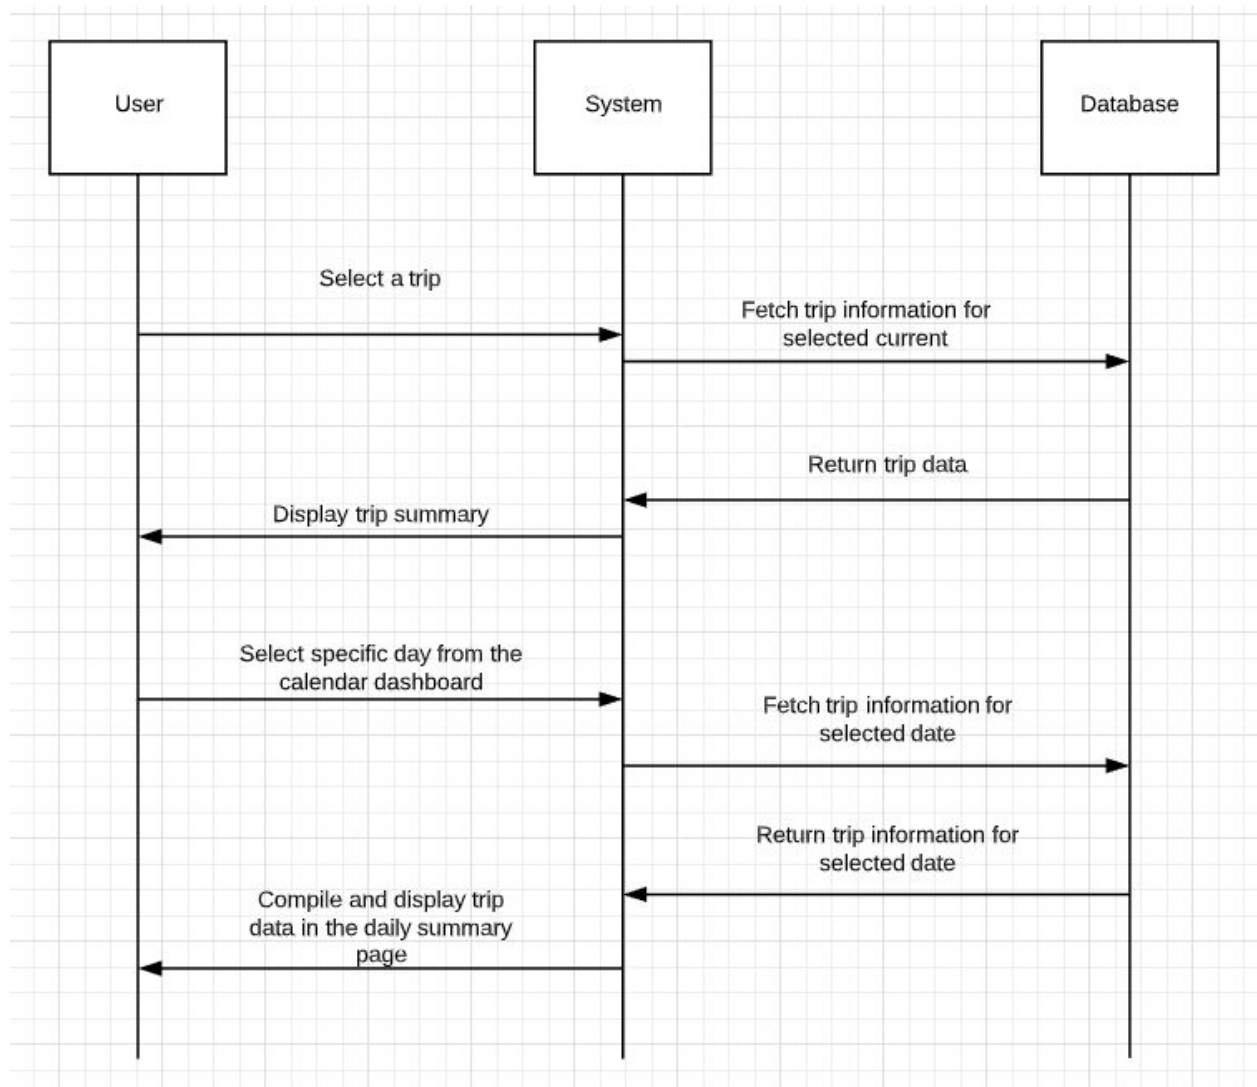 User
System
Database
Select a trip
Fetch trip information for
selected current
Return trip data
Display trip summary
Select specific day from the
calendar dashboard
Fetch trip information for
selected date
Return trip information for
selected date
Compile and display trip
data in the daily summary
page